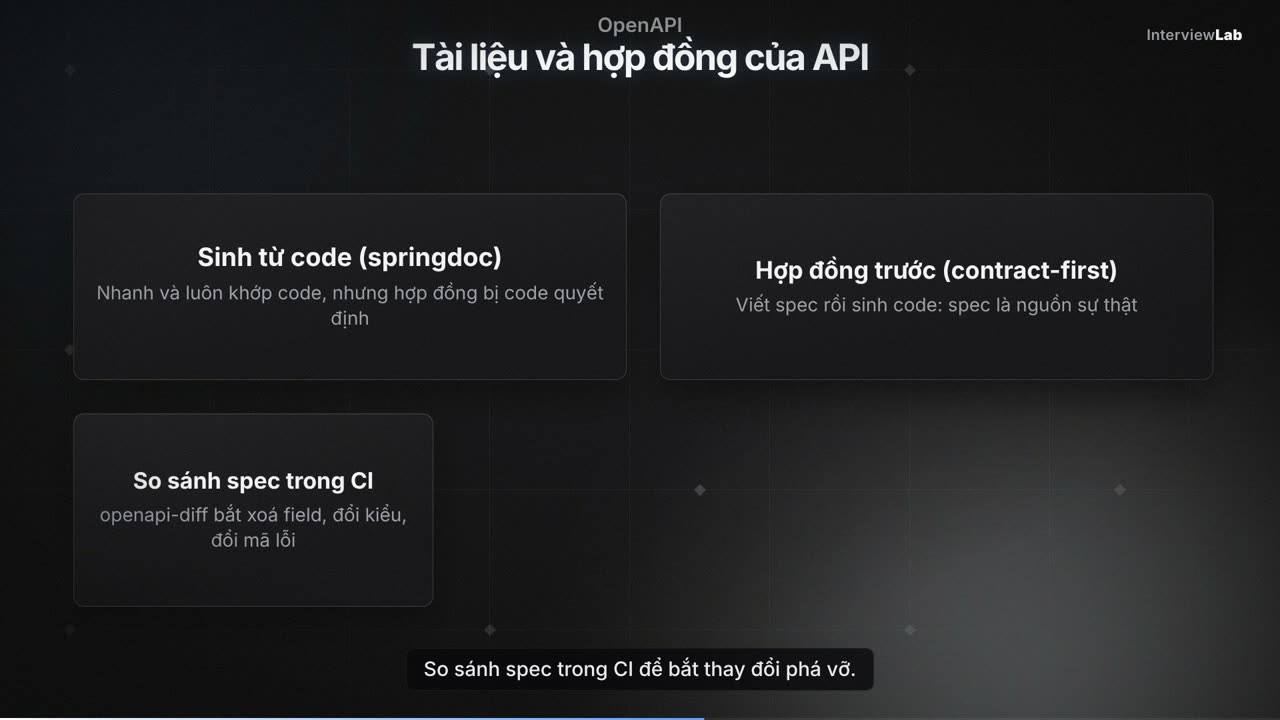 OpenAPI
Tài liệu và hợp đồng của API
InterviewLab
Sinh từ code (springdoc)
Nhanh và luôn khớp code, nhưng hợp đồng bị code quyết
định
Hợp đồng trước (contract-first)
Viết spec rồi sinh code: spec là nguồn sự thật
So sánh spec trong CI
openapi-diff bắt xoá field, đổi kiểu,
đổi mã lỗi
So sánh spec trong CI để bắt thay đổi phá vỡ.